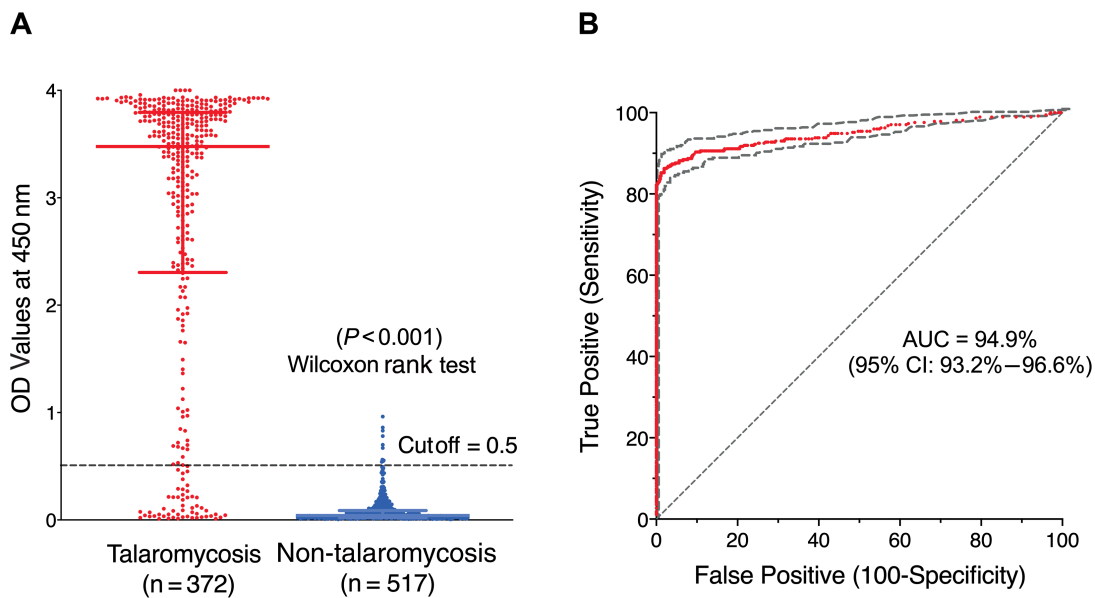 A
OD Values at 450 nm
4
3
2
1
0
(P<0.001)
Wilcoxon rank test
Cutoff = 0.5
Talaromycosis
(n=372)
Non-talaromycosis
(n=517)
B
True Positive (Sensitivity)
100
80
60
40
20
0
AUC = 94.9%
(95% CI: 93.2%–96.6%)
0 20 40 60 80 100
False Positive (100-Specificity)